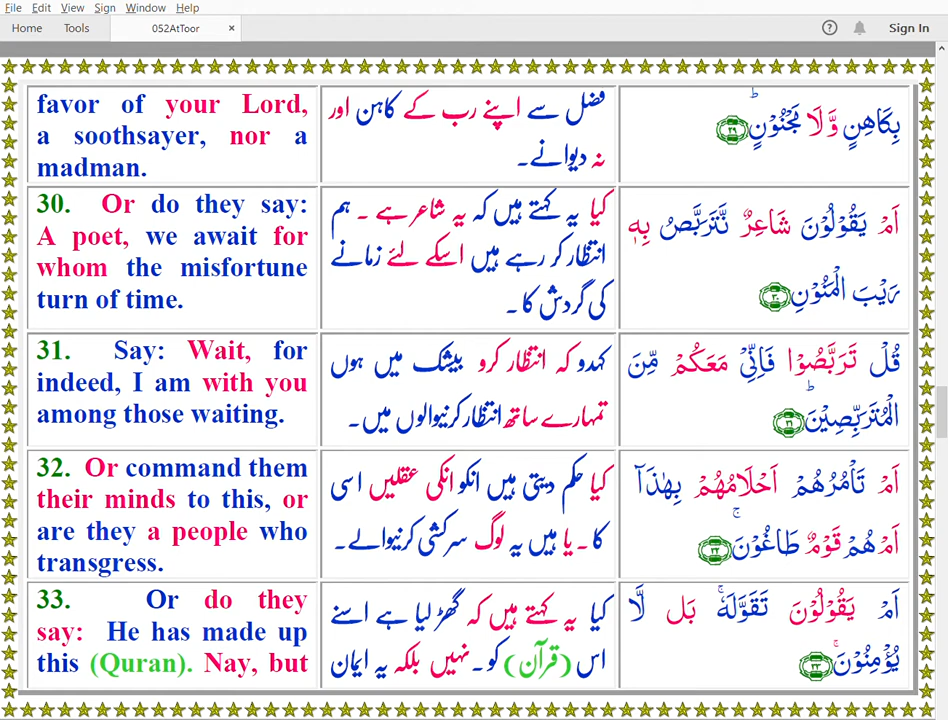 File Edit View Sign Window Help
Home Tools 052AtToor × ? Sign In
favor of your Lord,
a soothsayer, nor a
madman.
فضل سے اپنے رب کے کاہن اور
نہ دیوانے۔
بِكَاهِنٍ وَّلَا مَجْنُوْنٍؕ ﴿۲۹﴾
30. Or do they say:
A poet, we await for
whom the misfortune
turn of time.
کیا یہ کہتے ہیں کہ یہ شاعر ہے ۔ ہم
انتظار کر رہے ہیں اسکے لئے زمانے
کی گردش کا۔
اَمْ يَقُوْلُوْنَ شَاعِرٌ نَّتَرَبَّصُ بِهٖ
رَيْبَ الْمَنُوْنِ ﴿۳۰﴾
31. Say: Wait, for
indeed, I am with you
among those waiting.
کہدو کہ انتظار کرو بیشک میں ہوں
تمہارے ساتھ انتظار کرنیوالوں میں۔
قُلْ تَرَبَّصُوْا فَاِنِّىْ مَعَكُمْ مِّنَ
الْمُتَرَبِّصِيْنَؕ ﴿۳۱﴾
32. Or command them
their minds to this, or
are they a people who
transgress.
کیا حکم دیتی ہیں انکو انکی عقلیں اسی
کا ۔ یا ہیں یہ لوگ سرکشی کرنیوالے۔
اَمْ تَاْمُرُهُمْ اَحْلَامُهُمْ بِهٰذَآ
اَمْ هُمْ قَوْمٌ طَاغُوْنَۚ ﴿۳۲﴾
33. Or do they
say: He has made up
this (Quran). Nay, but
کیا یہ کہتے ہیں کہ گھڑ لیا ہے اسنے
اس (قرآن) کو۔ نہیں بلکہ یہ ایمان
اَمْ يَقُوْلُوْنَ تَقَوَّلَهٗۚ بَلْ لَّا
يُؤْمِنُوْنَۚ ﴿۳۳﴾